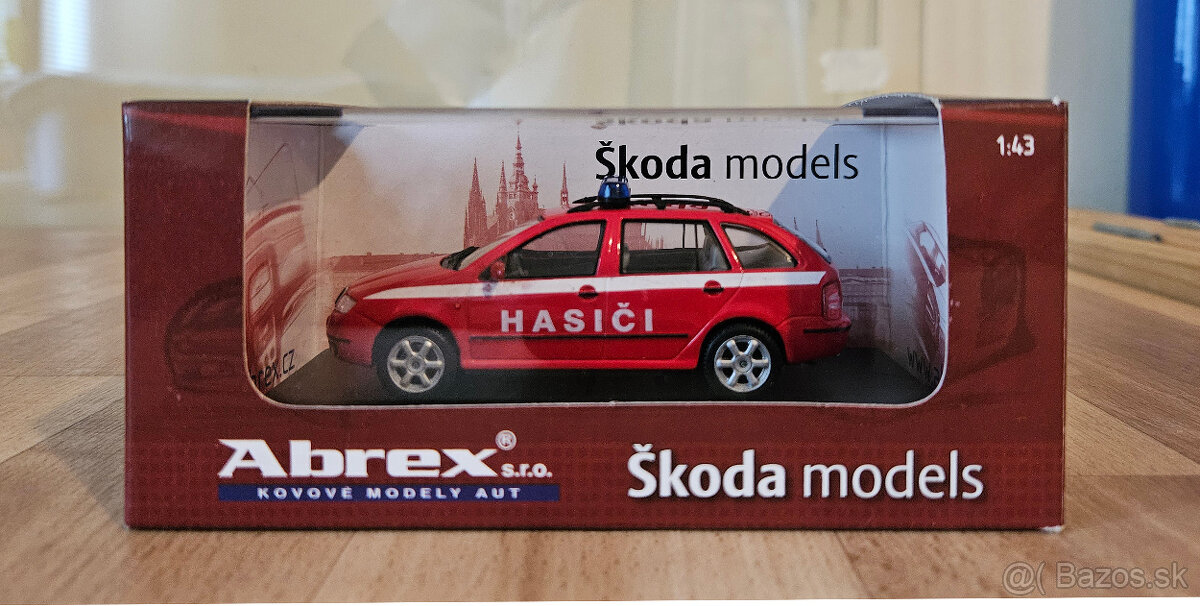 Škoda models
1:43
HASIČI
Abrex®
s.r.o.
KOVOVÉ MODELY AUT
Škoda models
@( Bazos.sk